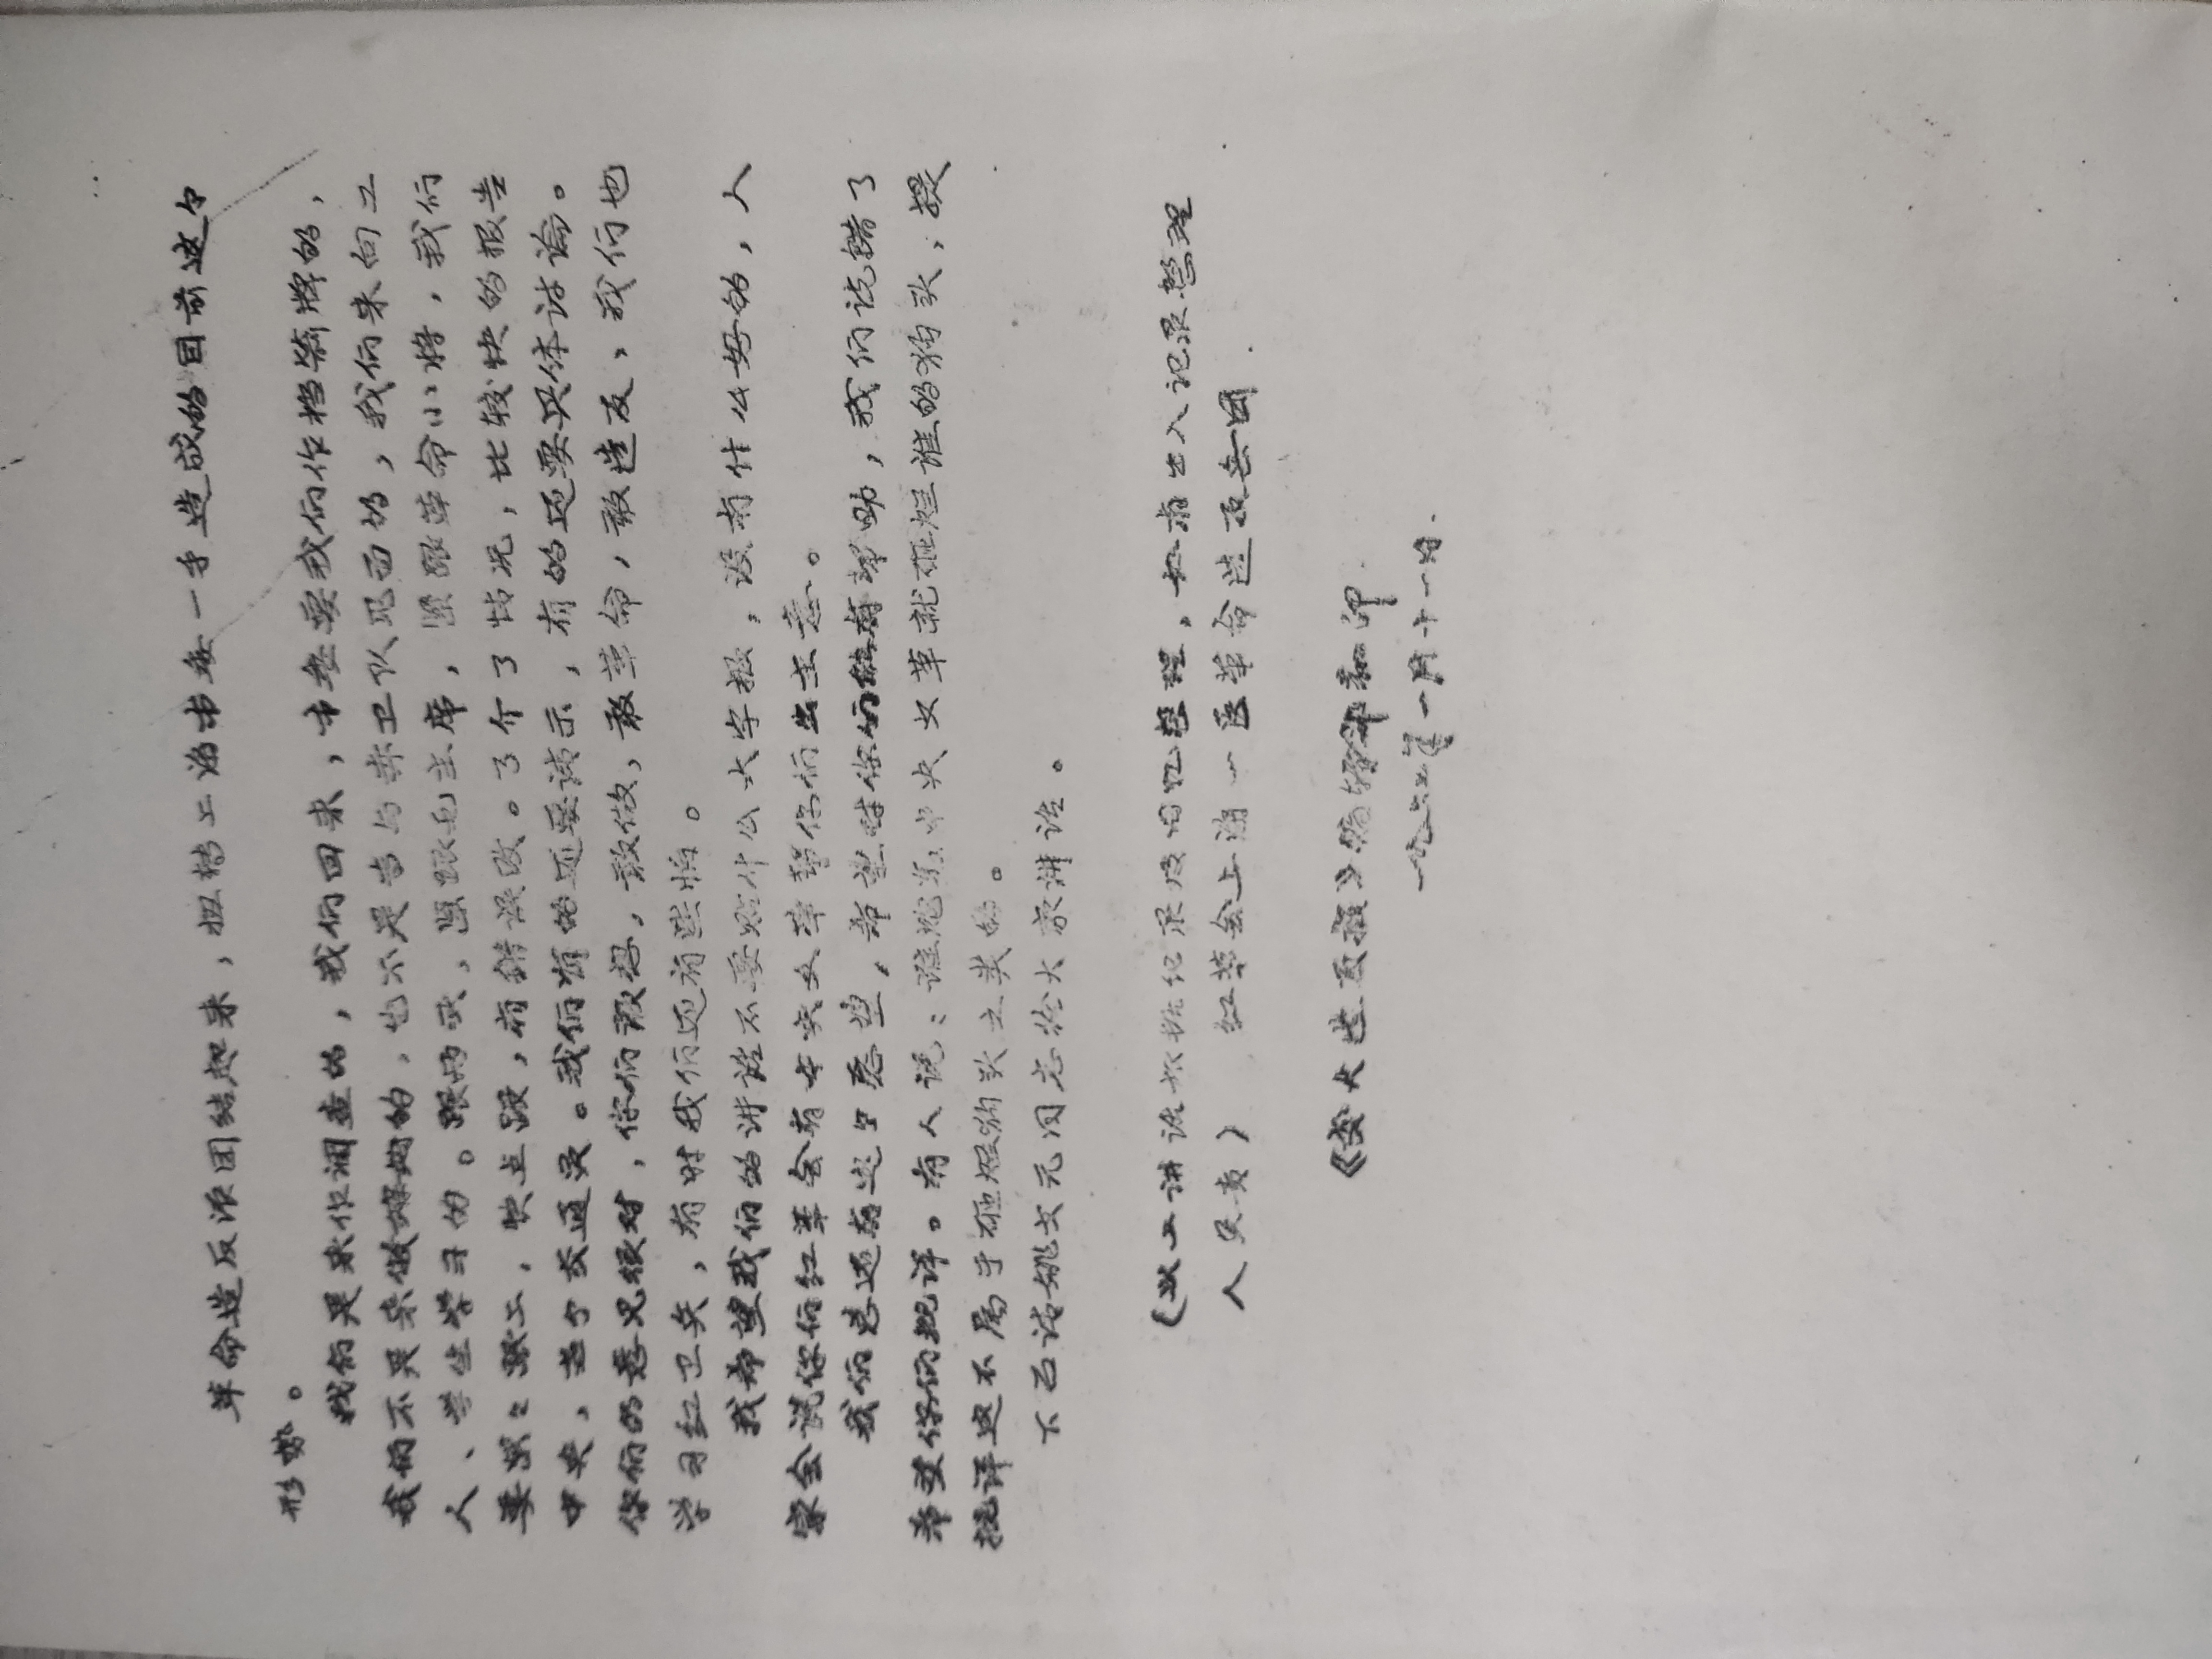 革命造反派团结起来，扭转上海市委一手造成的目前这个
形势。
我们是来作调查的，我们回来，市委要我们作挡箭牌的，
我们不是来做的，也不是专与赤卫队见面的，我们来向工
人、学生学习的。跟两头，紧跟毛主席，紧跟革命小将，我们
要紧紧跟上，快点跟，有错误改。了介了情况，比较快的报告
中央，当个交通员。我们有的还要请示，有的还要具体讨论。
你们的意见很对，你们敢想，敢做，敢革命，敢造反，我们也
学习红卫兵，有时我们还有些怕。
我希望我们的讲话不要贴什么大字报，没有什么好的，人
家会说你们红革会有中央文革帮你们出主意。
我们总还有这个愿望，希望对你们能有帮助，我们说错了
希望你们批评。有人说：谁炮轰中央文革就砸烂谁的狗头，提
批评这不属于砸烂狗头之类的。
下面请姚文元同志给大家讲话。
（以上讲话根据纪录及回忆整理，如有出入记录整理
人负责） 红革会上海一医革命造反兵团．
《交大造反报》编辑部翻印．
一九六七年一月十一日．